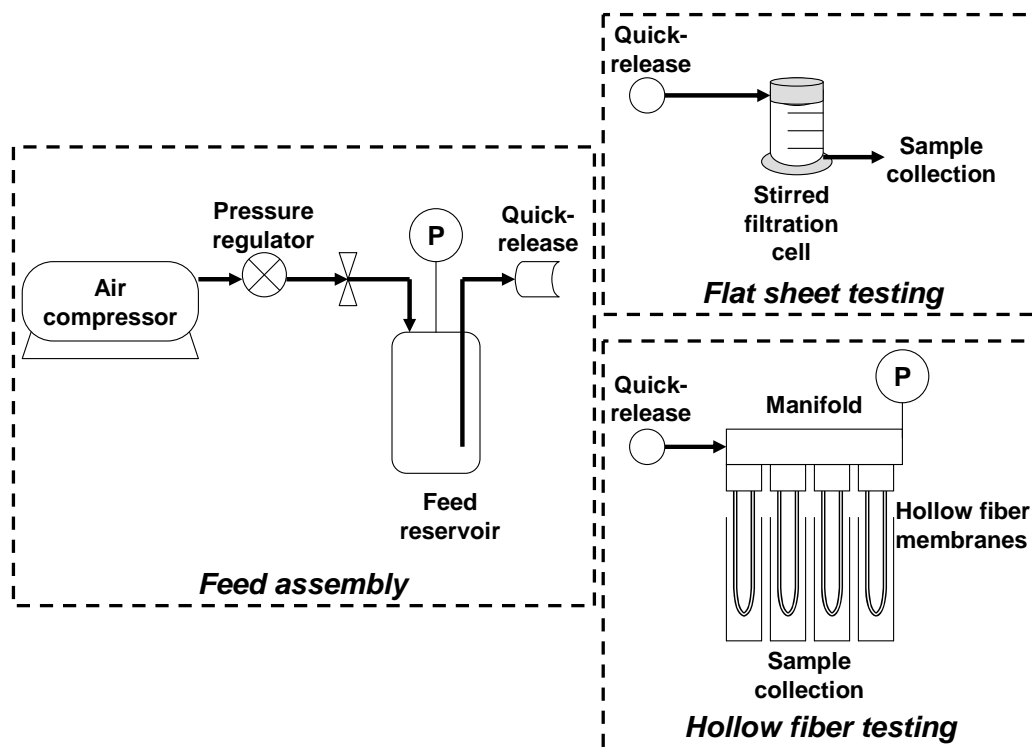 Pressure
regulator
P
Quick-
release
Air
compressor
Feed
reservoir
Feed assembly
Quick-
release
Sample
collection
Stirred
filtration
cell
Flat sheet testing
Quick-
release
Manifold
P
Hollow fiber
membranes
Sample
collection
Hollow fiber testing